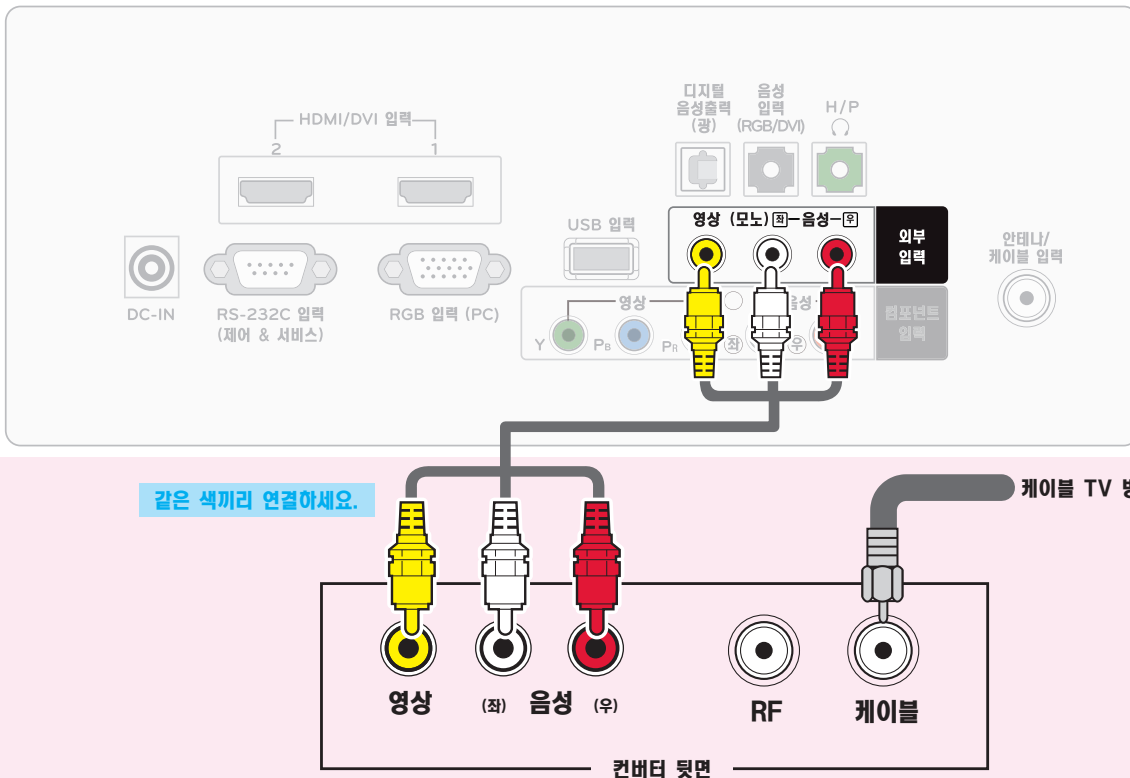 디지털
음성출력
(광)
음성
입력
(RGB/DVI)
H/P
HDMI/DVI 입력
2
1
USB 입력
영상 (모노) 좌 음성 우
외부
입력
안테나/
케이블 입력
DC-IN
RS-232C 입력
(제어 & 서비스)
RGB 입력 (PC)
영상
음성
Y
PB
PR
좌
우
컴포넌트
입력
같은 색끼리 연결하세요.
케이블 TV
영상
(좌) 음성 (우)
RF
케이블
컨버터 뒷면